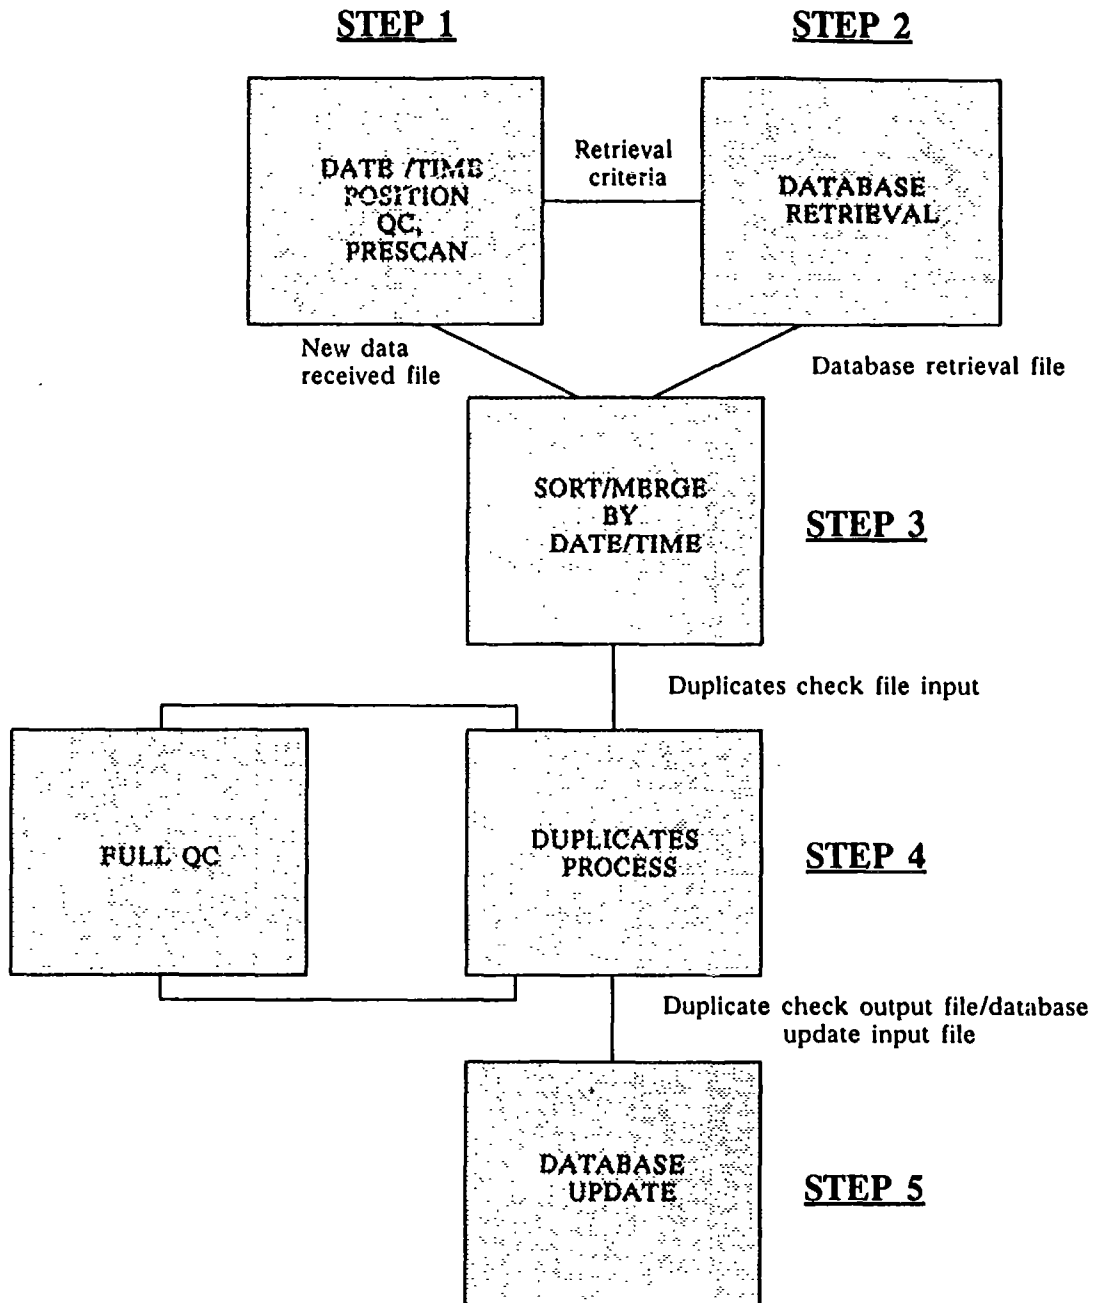 STEP 1
STEP 2
DATE /TIME
POSITION
QC,
PRESCAN
Retrieval
criteria
DATABASE
RETRIEVAL
New data
received file
Database retrieval file
SORT/MERGE
BY
DATE/TIME
STEP 3
Duplicates check file input
FULL QC
DUPLICATES
PROCESS
STEP 4
Duplicate check output file/database
update input file
DATABASE
UPDATE
STEP 5